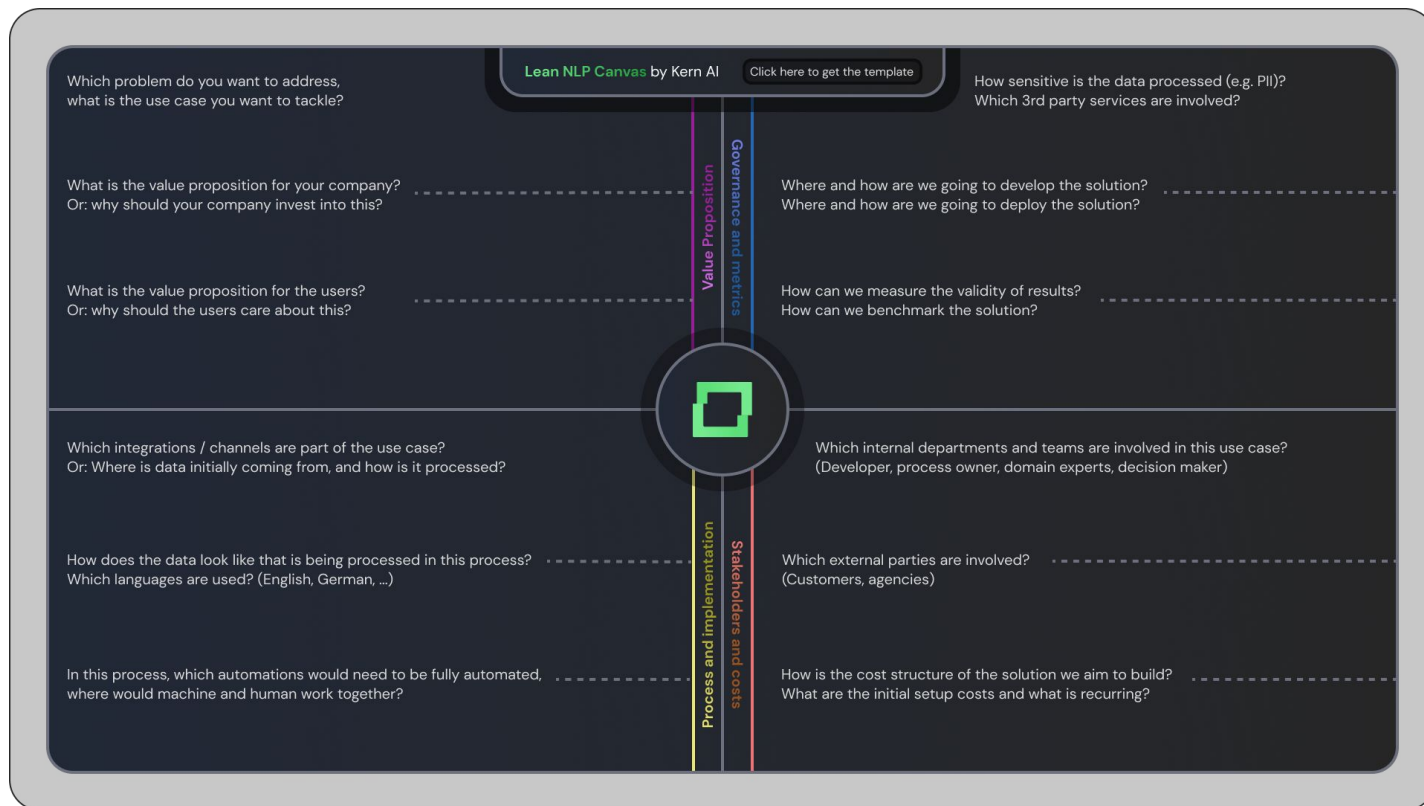 Lean NLP Canvas by Kern AI
Click here to get the template
Which problem do you want to address,
what is the use case you want to tackle?
What is the value proposition for your company?
Or: why should your company invest into this?
What is the value proposition for the users?
Or: why should the users care about this?
Value Proposition
Governance and metrics
How sensitive is the data processed (e.g. PII)?
Which 3rd party services are involved?
Where and how are we going to develop the solution?
Where and how are we going to deploy the solution?
How can we measure the validity of results?
How can we benchmark the solution?
Which integrations / channels are part of the use case?
Or: Where is data initially coming from, and how is it processed?
How does the data look like that is being processed in this process?
Which languages are used? (English, German, ...)
In this process, which automations would need to be fully automated,
where would machine and human work together?
Process and implementation
Stakeholders and costs
Which internal departments and teams are involved in this use case?
(Developer, process owner, domain experts, decision maker)
Which external parties are involved?
(Customers, agencies)
How is the cost structure of the solution we aim to build?
What are the initial setup costs and what is recurring?